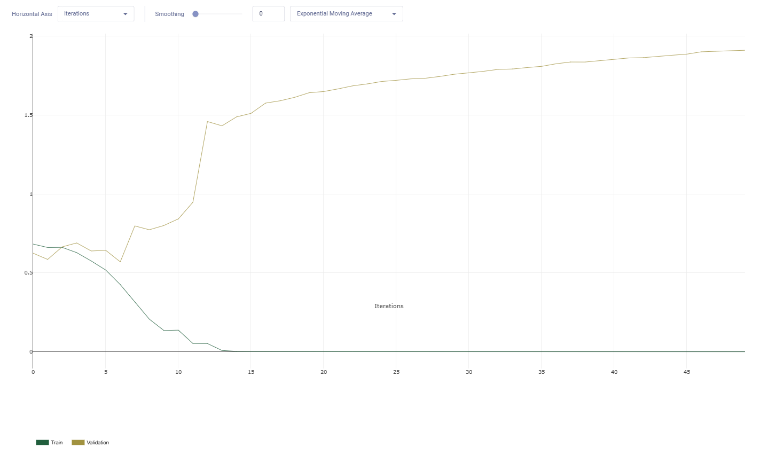 Horizontal Axis Iterations Smoothing 0 Exponential Moving Average
2
1.5
1
0.5
Iterations
0
0 5 10 15 20 25 30 35 40 45
Train Validation